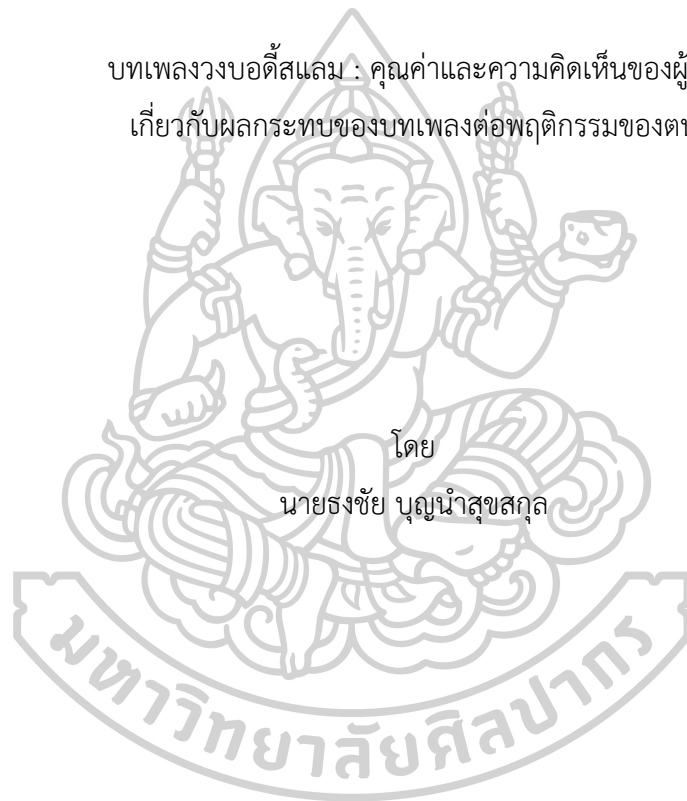 บทเพลงวงบอดี้สแลม : คุณค่าและความคิดเห็นของผู้
เกี่ยวกับผลกระทบของบทเพลงต่อพฤติกรรมของ
โดย
นายธงชัย บุญนำสุขสกุล
มหาวิทยาลัยศิลปากร